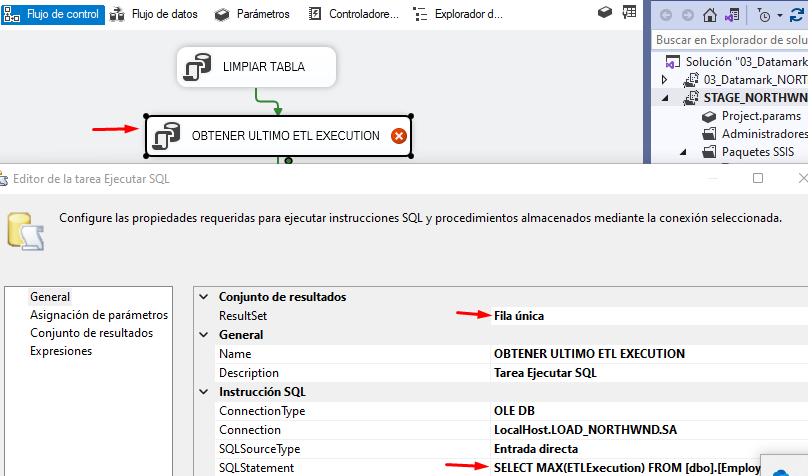 Flujo de control
Flujo de datos
Parámetros
Controladore...
Explorador d...
Buscar en Explorador de solu
LIMPIAR TABLA
Solución "03_Datamark
03_Datamark_NORT
STAGE_NORTHWN
OBTENER ULTIMO ETL EXECUTION
Project.params
Administradores
Paquetes SSIS
Editor de la tarea Ejecutar SQL
Configure las propiedades requeridas para ejecutar instrucciones SQL y procedimientos almacenados mediante la conexión seleccionada.
General
Asignación de parámetros
Conjunto de resultados
Expresiones
Conjunto de resultados
ResultSet Fila única
General
Name OBTENER ULTIMO ETL EXECUTION
Description Tarea Ejecutar SQL
Instrucción SQL
ConnectionType OLE DB
Connection LocalHost.LOAD_NORTHWND.SA
SQLSourceType Entrada directa
SQLStatement SELECT MAX(ETLExecution) FROM [dbo].[Employ